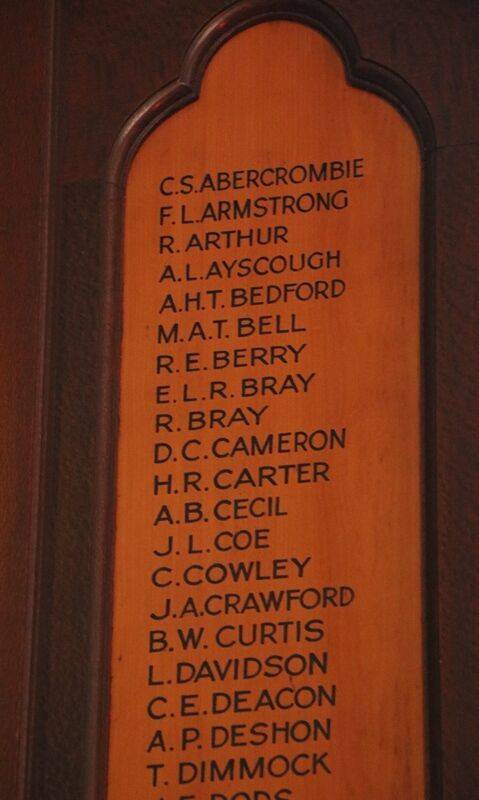 C.S.ABERCROMBIE
F.L.ARMSTRONG
R. ARTHUR
A.L.AYSCOUGH
A.H.T. BEDFORD
M.A.T. BELL
R.E. BERRY
E.L.R. BRAY
R. BRAY
D.C. CAMERON
H.R. CARTER
A.B. CECIL
J.L. COE
C. COWLEY
J.A. CRAWFORD
B.W. CURTIS
L. DAVIDSON
C.E. DEACON
A.P. DESHON
T. DIMMOCK
DODS